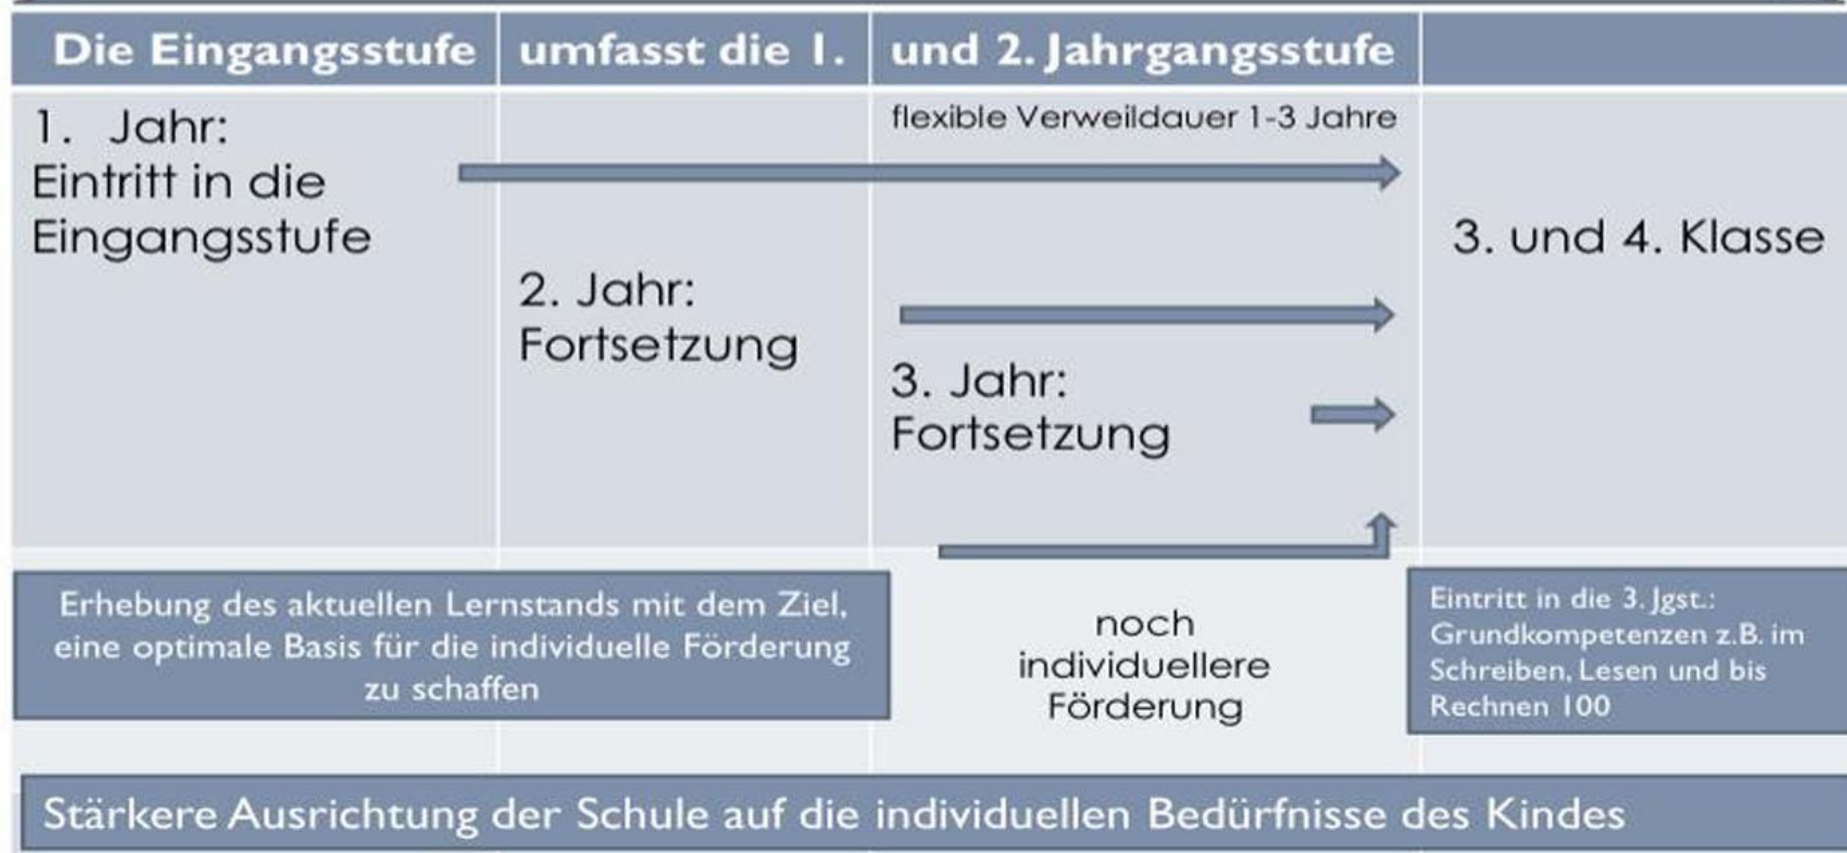 Die Eingangsstufe umfasst die 1. und 2. Jahrgangsstufe
1. Jahr:
Eintritt in die
Eingangsstufe
2. Jahr:
Fortsetzung
flexible Verweildauer 1-3 Jahre
3. Jahr:
Fortsetzung
3. und 4. Klasse
Erhebung des aktuellen Lernstands mit dem Ziel,
eine optimale Basis für die individuelle Förderung
zu schaffen
noch
individuellere
Förderung
Eintritt in die 3. Jgst.:
Grundkompetenzen z.B. im
Schreiben, Lesen und bis
Rechnen 100
Stärkere Ausrichtung der Schule auf die individuellen Bedürfnisse des Kindes